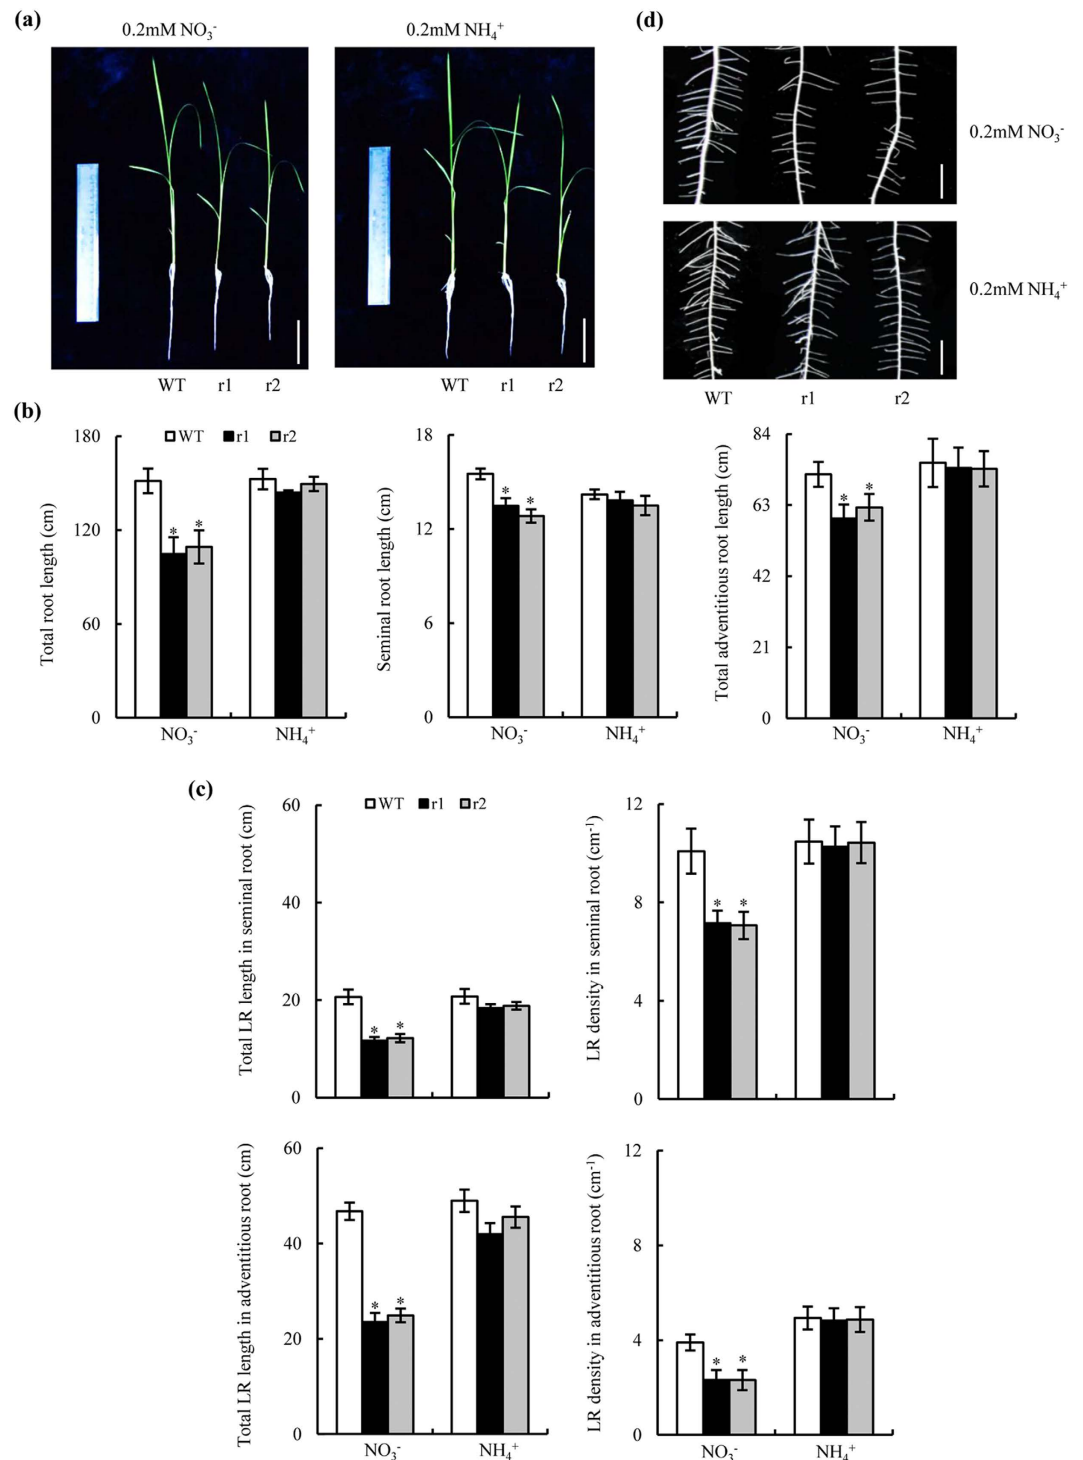 (a)
0.2mM NO₃⁻ 0.2mM NH₄⁺
WT r1 r2 WT r1 r2
(d)
0.2mM NO₃⁻
0.2mM NH₄⁺
WT r1 r2
(b)
Total root length (cm)
180
120
60
0
WT r1 r2
* *
NO₃⁻ NH₄⁺
Seminal root length (cm)
18
12
6
0
* *
NO₃⁻ NH₄⁺
Total adventitious root length (cm)
84
63
42
21
0
* *
NO₃⁻ NH₄⁺
(c)
Total LR length in seminal root (cm)
60
40
20
0
WT r1 r2
* *
LR density in seminal root (cm⁻¹)
12
8
4
0
* *
Total LR length in adventitious root (cm)
60
40
20
0
* *
NO₃⁻ NH₄⁺
LR density in adventitious root (cm⁻¹)
12
8
4
0
* *
NO₃⁻ NH₄⁺